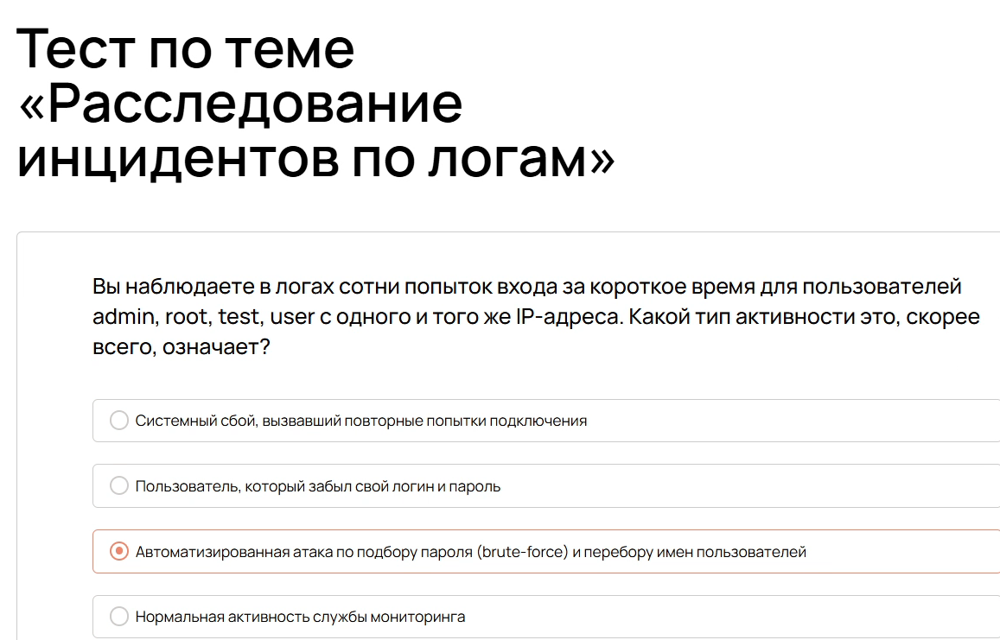 Тест по теме
«Расследование
инцидентов по логам»
Вы наблюдаете в логах сотни попыток входа за короткое время для пользователей
admin, root, test, user с одного и того же IP-адреса. Какой тип активности это, скорее
всего, означает?
Системный сбой, вызвавший повторные попытки подключения
Пользователь, который забыл свой логин и пароль
Автоматизированная атака по подбору пароля (brute-force) и перебору имен пользователей
Нормальная активность службы мониторинга